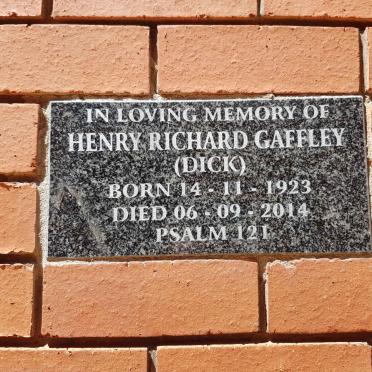 IN LOVING MEMORY OF
HENRY RICHARD GAFFLEY
(DICK)
BORN 14 - 11 - 1923
DIED 06 - 09 - 2014
PSALM 121